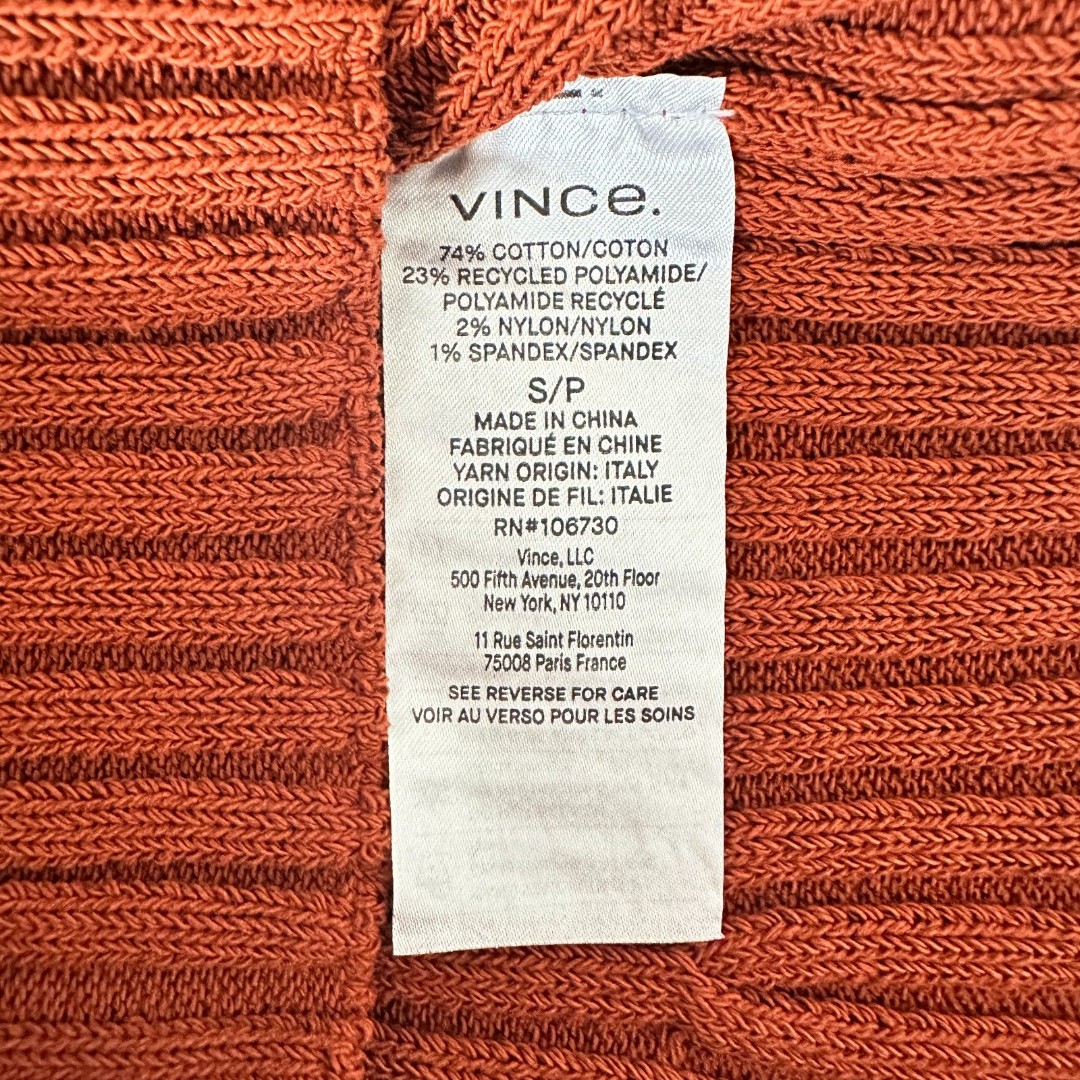 VINCE.
74% COTTON/COTON
23% RECYCLED POLYAMIDE/
POLYAMIDE RECYCLÉ
2% NYLON/NYLON
1% SPANDEX/SPANDEX
S/P
MADE IN CHINA
FABRIQUÉ EN CHINE
YARN ORIGIN: ITALY
ORIGINE DE FIL: ITALIE
RN#106730
Vince, LLC
500 Fifth Avenue, 20th Floor
New York, NY 10110
11 Rue Saint Florentin
75008 Paris France
SEE REVERSE FOR CARE
VOIR AU VERSO POUR LES SOINS